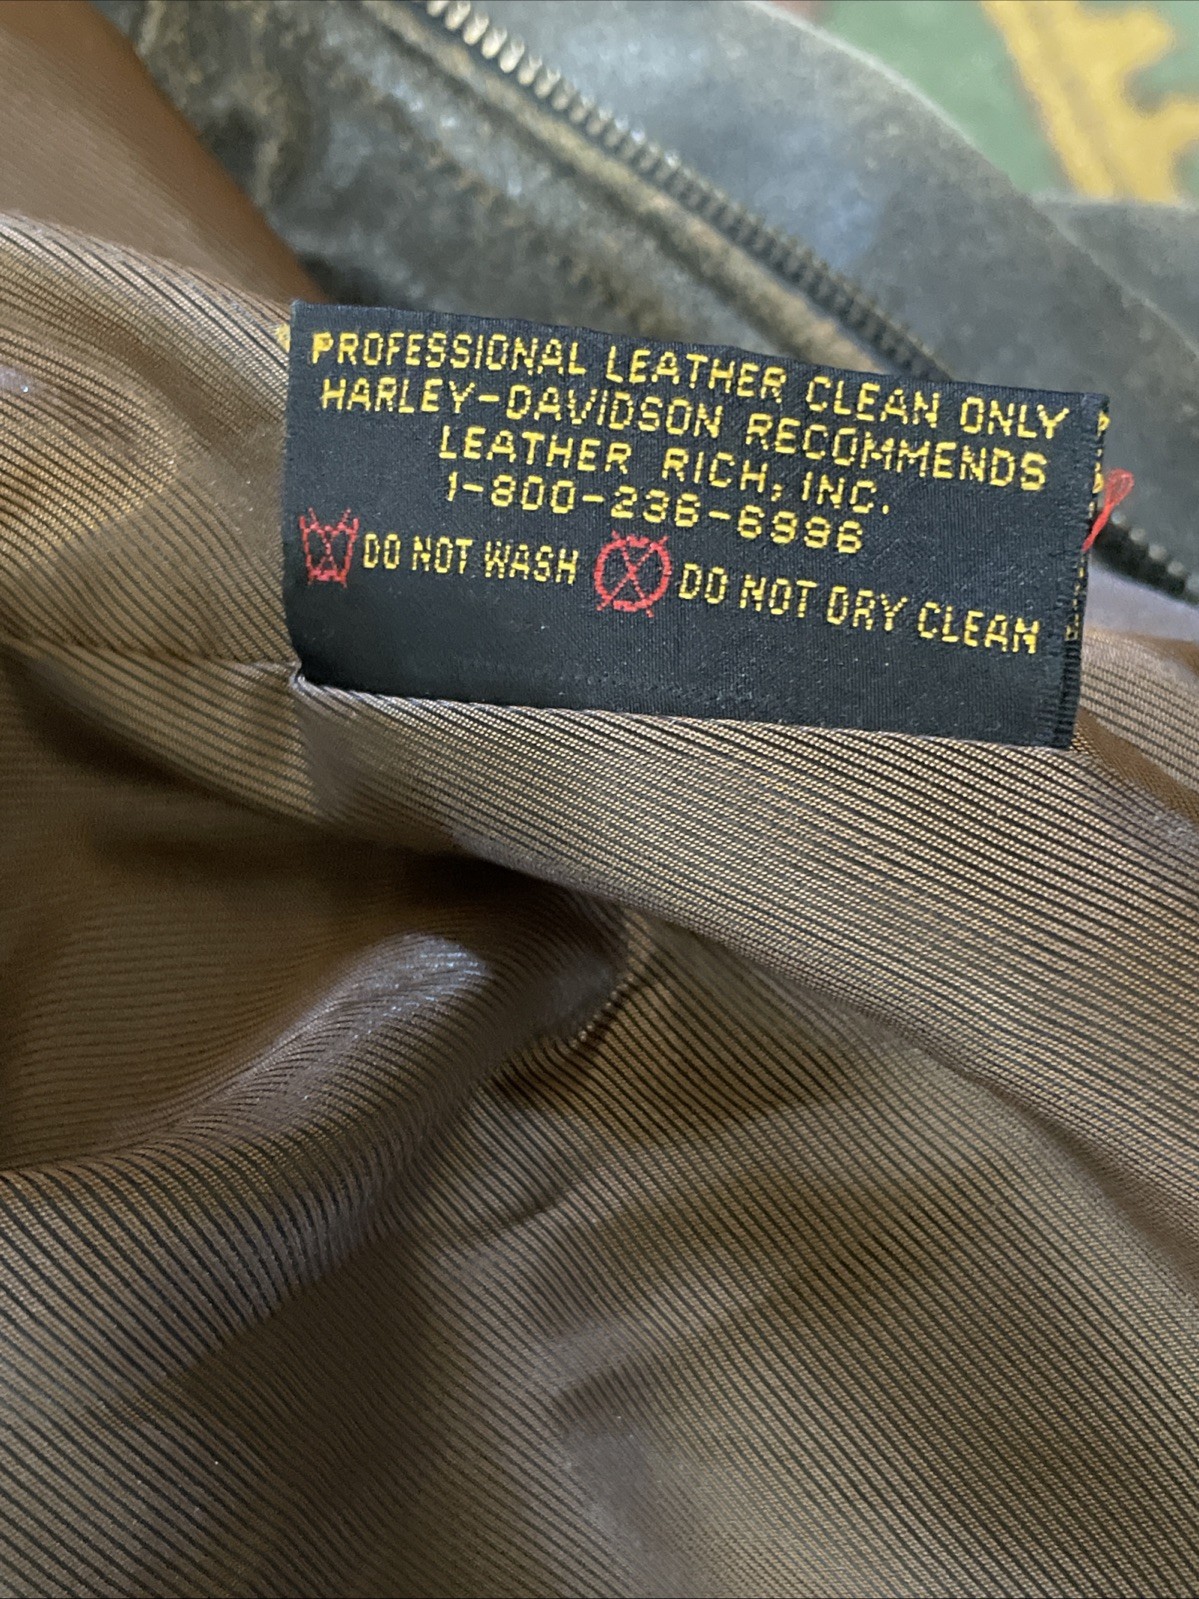 PROFESSIONAL LEATHER CLEAN ONLY
HARLEY-DAVIDSON RECOMMENDS
LEATHER RICH, INC.
1-800-236-6996
DO NOT WASH DO NOT DRY CLEAN